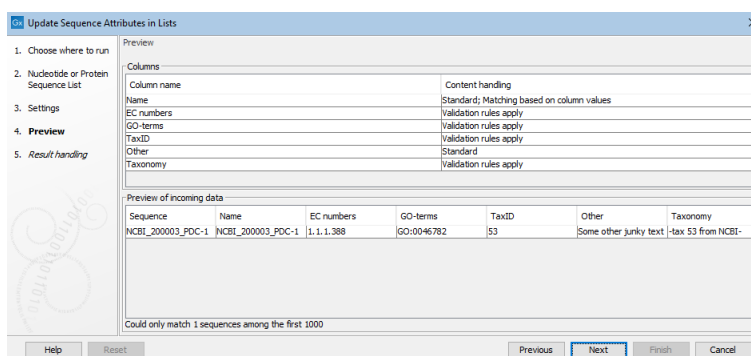 Gx Update Sequence Attributes in Lists
1. Choose where to run
2. Nucleotide or Protein
Sequence List
3. Settings
4. Preview
5. Result handling
Preview
Columns
Column name Content handling
Name Standard; Matching based on column values
EC numbers Validation rules apply
GO-terms Validation rules apply
TaxID Validation rules apply
Other Standard
Taxonomy Validation rules apply
Preview of incoming data
Sequence Name EC numbers GO-terms TaxID Other Taxonomy
NCBI_200003_PDC-1 NCBI_200003_PDC-1 1.1.1.388 GO:0046782 53 Some other junky text -tax 53 from NCBI-
Could only match 1 sequences among the first 1000
Help Reset Previous Next Finish Cancel